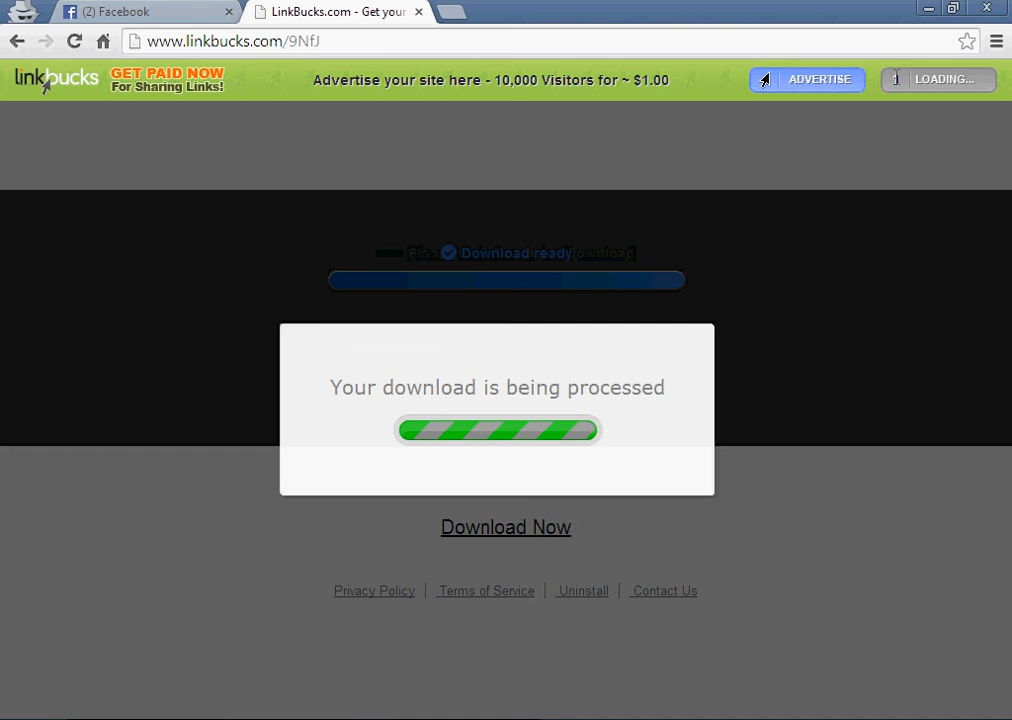 (2) Facebook
LinkBucks.com - Get your
www.linkbucks.com/9NfJ
linkbucks
GET PAID NOW
For Sharing Links!
Advertise your site here - 10,000 Visitors for ~ $1.00
ADVERTISE
1
LOADING...
Download ready
Your download is being processed
Download Now
Privacy Policy | Terms of Service | Uninstall | Contact Us